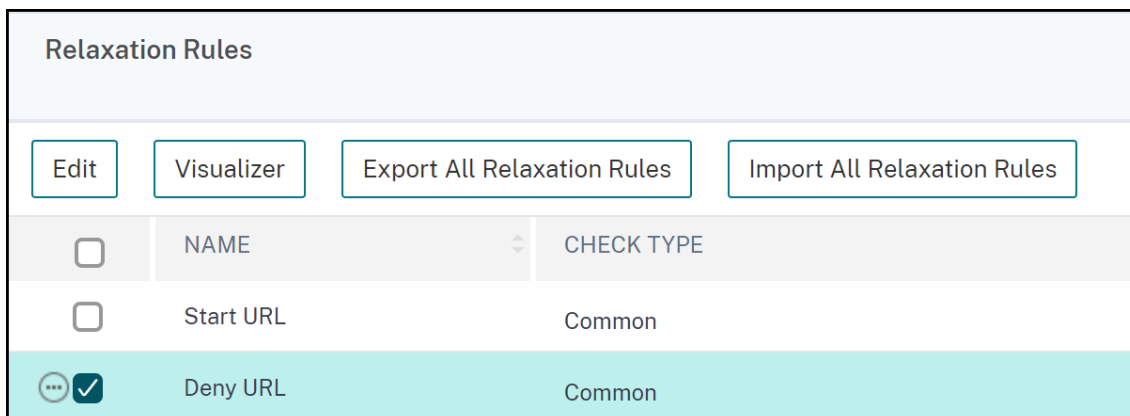 Relaxation Rules
Edit Visualizer Export All Relaxation Rules Import All Relaxation Rules
NAME CHECK TYPE
Start URL Common
Deny URL Common